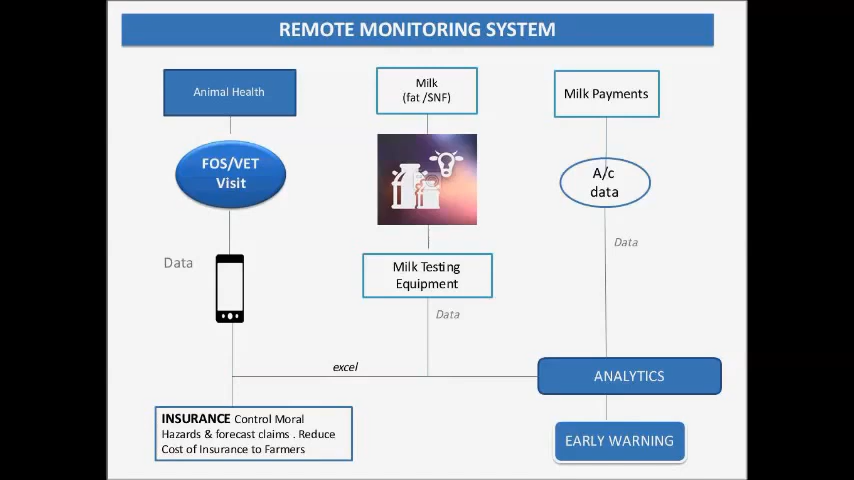 REMOTE MONITORING SYSTEM
Animal Health
Milk
(fat /SNF)
Milk Payments
FOS/VET
Visit
A/c
data
Data
Data
Milk Testing
Equipment
Data
excel
ANALYTICS
INSURANCE Control Moral
Hazards & forecast claims . Reduce
Cost of Insurance to Farmers
EARLY WARNING